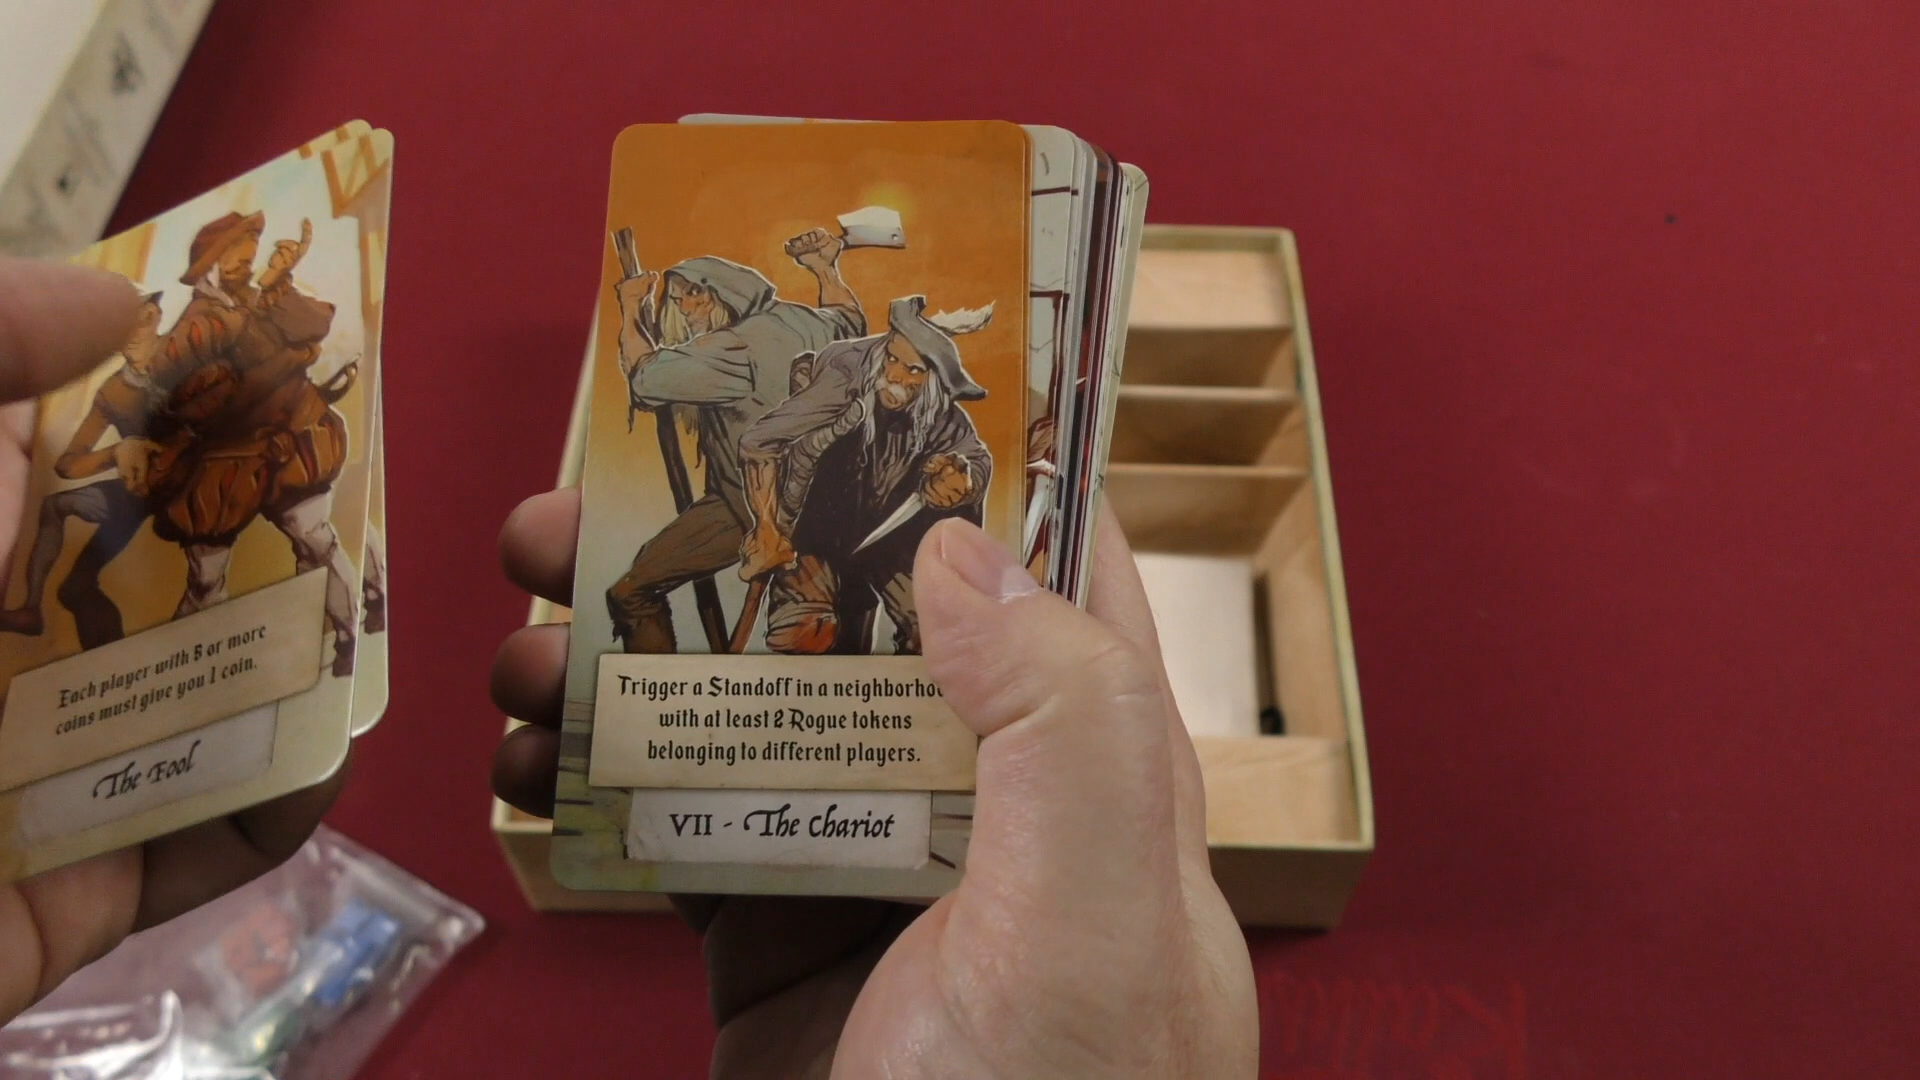 Each player with 8 or more
coins must give you 1 coin.
The Fool
Trigger a Standoff in a
with at least 2 Rogue tokens
belonging to different players.
VII - The Chariot